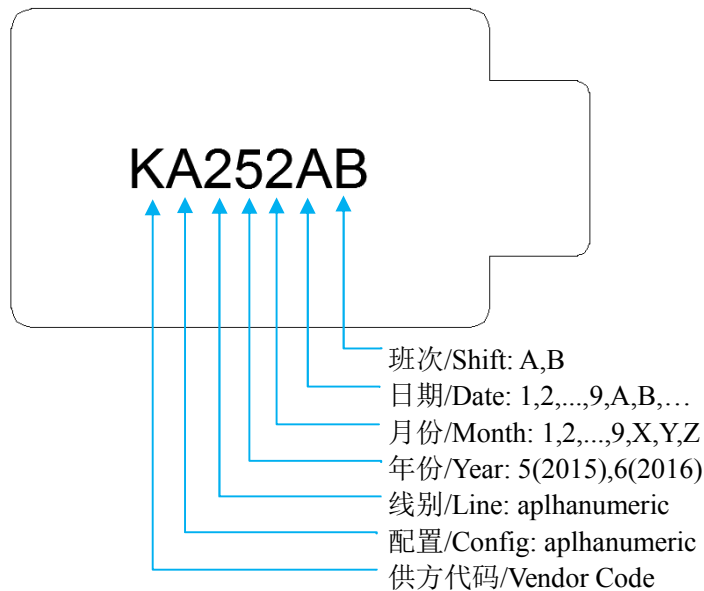 KA252AB
班次/Shift: A,B
日期/Date: 1,2,...,9,A,B,…
月份/Month: 1,2,...,9,X,Y,Z
年份/Year: 5(2015),6(2016)
线别/Line: aplhanumeric
配置/Config: aplhanumeric
供方代码/Vendor Code